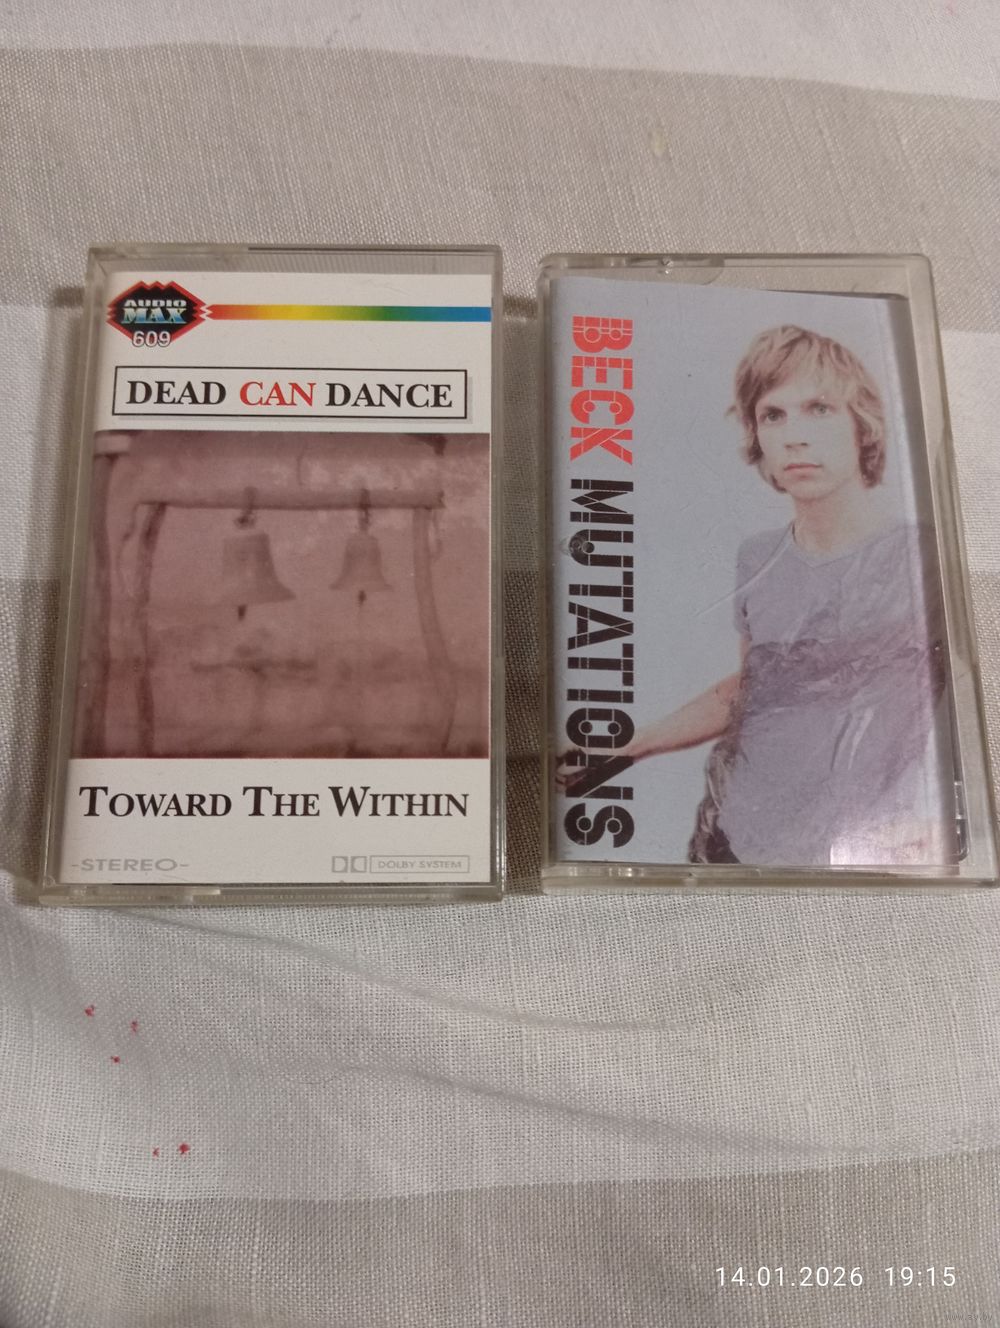 AUDIO
MAX
609
DEAD CAN DANCE
TOWARD THE WITHIN
-STEREO-
DOLBY SYSTEM
BECK MUTATIONS
14.01.2026 19:15